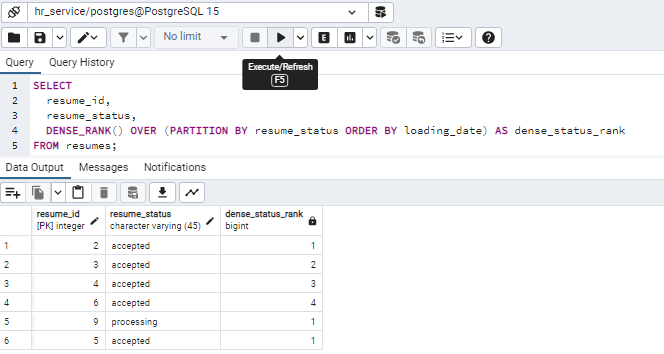 hr_service/postgres@PostgreSQL 15
No limit
E
Execute/Refresh
F5
Query Query History
1 SELECT
2 resume_id,
3 resume_status,
4 DENSE_RANK() OVER (PARTITION BY resume_status ORDER BY loading_date) AS dense_status_rank
5 FROM resumes;
Data Output Messages Notifications
resume_id resume_status dense_status_rank
[PK] integer character varying (45) bigint
1 2 accepted 1
2 3 accepted 2
3 4 accepted 3
4 6 accepted 4
5 9 processing 1
6 5 accepted 1